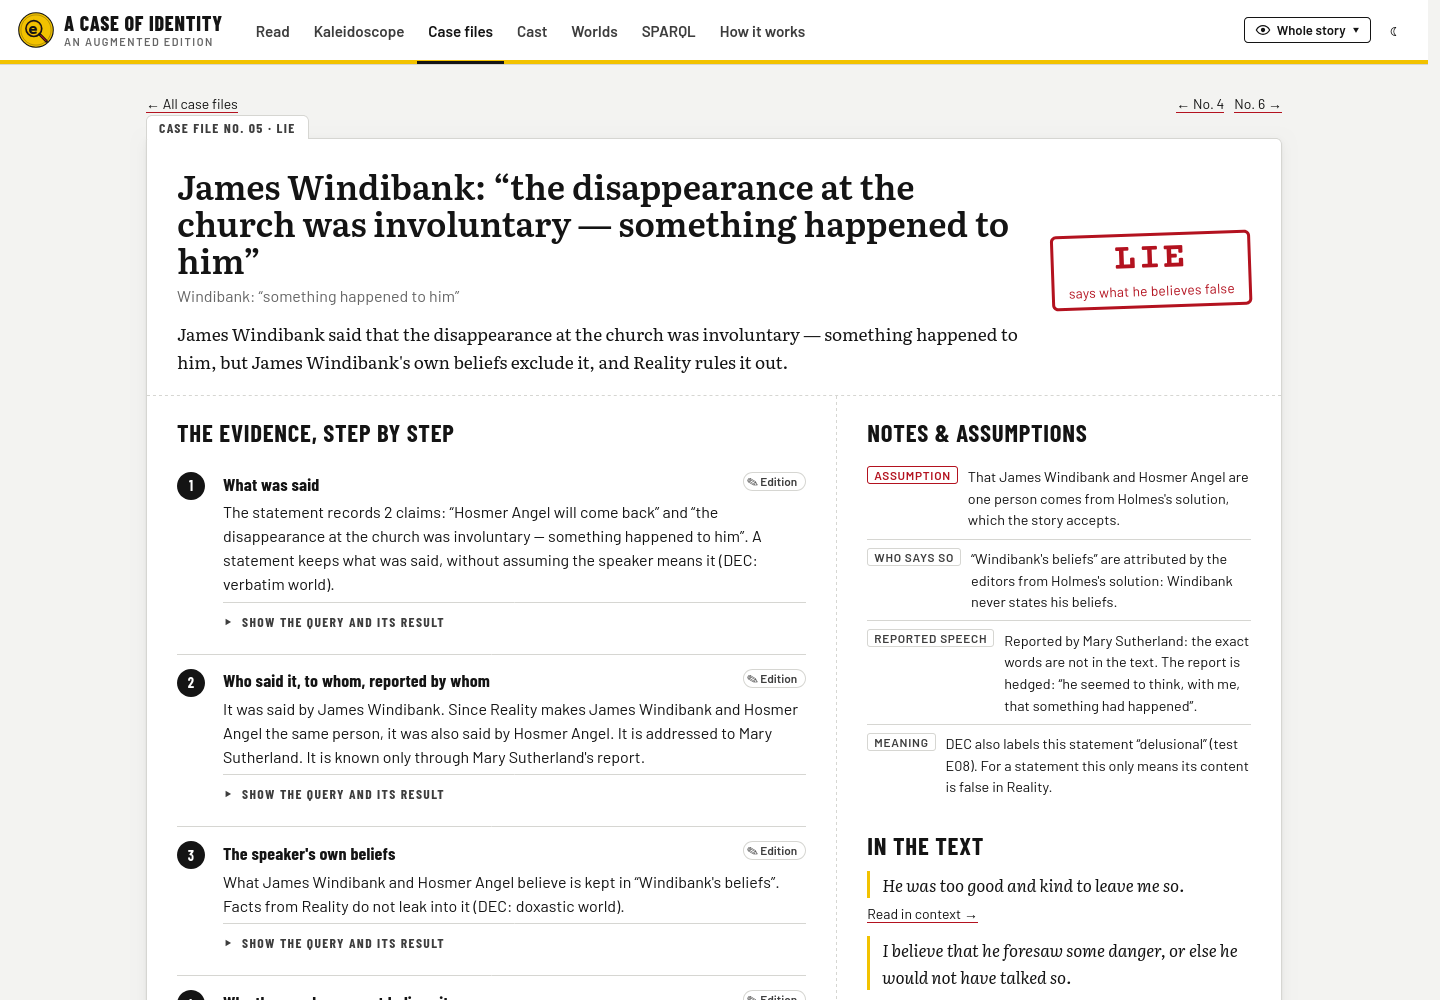 A CASE OF IDENTITY
AN AUGMENTED EDITION
Read
Kaleidoscope
Case files
Cast
Worlds
SPARQL
How it works
Whole story ▼
← All case files
← No. 4
No. 6 →
CASE FILE NO. 05 · LIE
James Windibank: “the disappearance at the
church was involuntary — something happened to
him”
Windibank: “something happened to him”
James Windibank said that the disappearance at the church was involuntary — something happened to
him, but James Windibank's own beliefs exclude it, and Reality rules it out.
LIE
says what he believes false
THE EVIDENCE, STEP BY STEP
1
What was said
✎ Edition
The statement records 2 claims: “Hosmer Angel will come back” and “the
disappearance at the church was involuntary — something happened to him”. A
statement keeps what was said, without assuming the speaker means it (DEC:
verbatim world).
▸ SHOW THE QUERY AND ITS RESULT
2
Who said it, to whom, reported by whom
✎ Edition
It was said by James Windibank. Since Reality makes James Windibank and Hosmer
Angel the same person, it was also said by Hosmer Angel. It is addressed to Mary
Sutherland. It is known only through Mary Sutherland's report.
▸ SHOW THE QUERY AND ITS RESULT
3
The speaker's own beliefs
✎ Edition
What James Windibank and Hosmer Angel believe is kept in “Windibank's beliefs”.
Facts from Reality do not leak into it (DEC: doxastic world).
▸ SHOW THE QUERY AND ITS RESULT
✎ Edition
NOTES & ASSUMPTIONS
ASSUMPTION
That James Windibank and Hosmer Angel are
one person comes from Holmes's solution,
which the story accepts.
WHO SAYS SO
“Windibank's beliefs” are attributed by the
editors from Holmes's solution: Windibank
never states his beliefs.
REPORTED SPEECH
Reported by Mary Sutherland: the exact
words are not in the text. The report is
hedged: “he seemed to think, with me,
that something had happened”.
MEANING
DEC also labels this statement “delusional” (test
E08). For a statement this only means its content
is false in Reality.
IN THE TEXT
He was too good and kind to leave me so.
Read in context →
I believe that he foresaw some danger, or else he
would not have talked so.